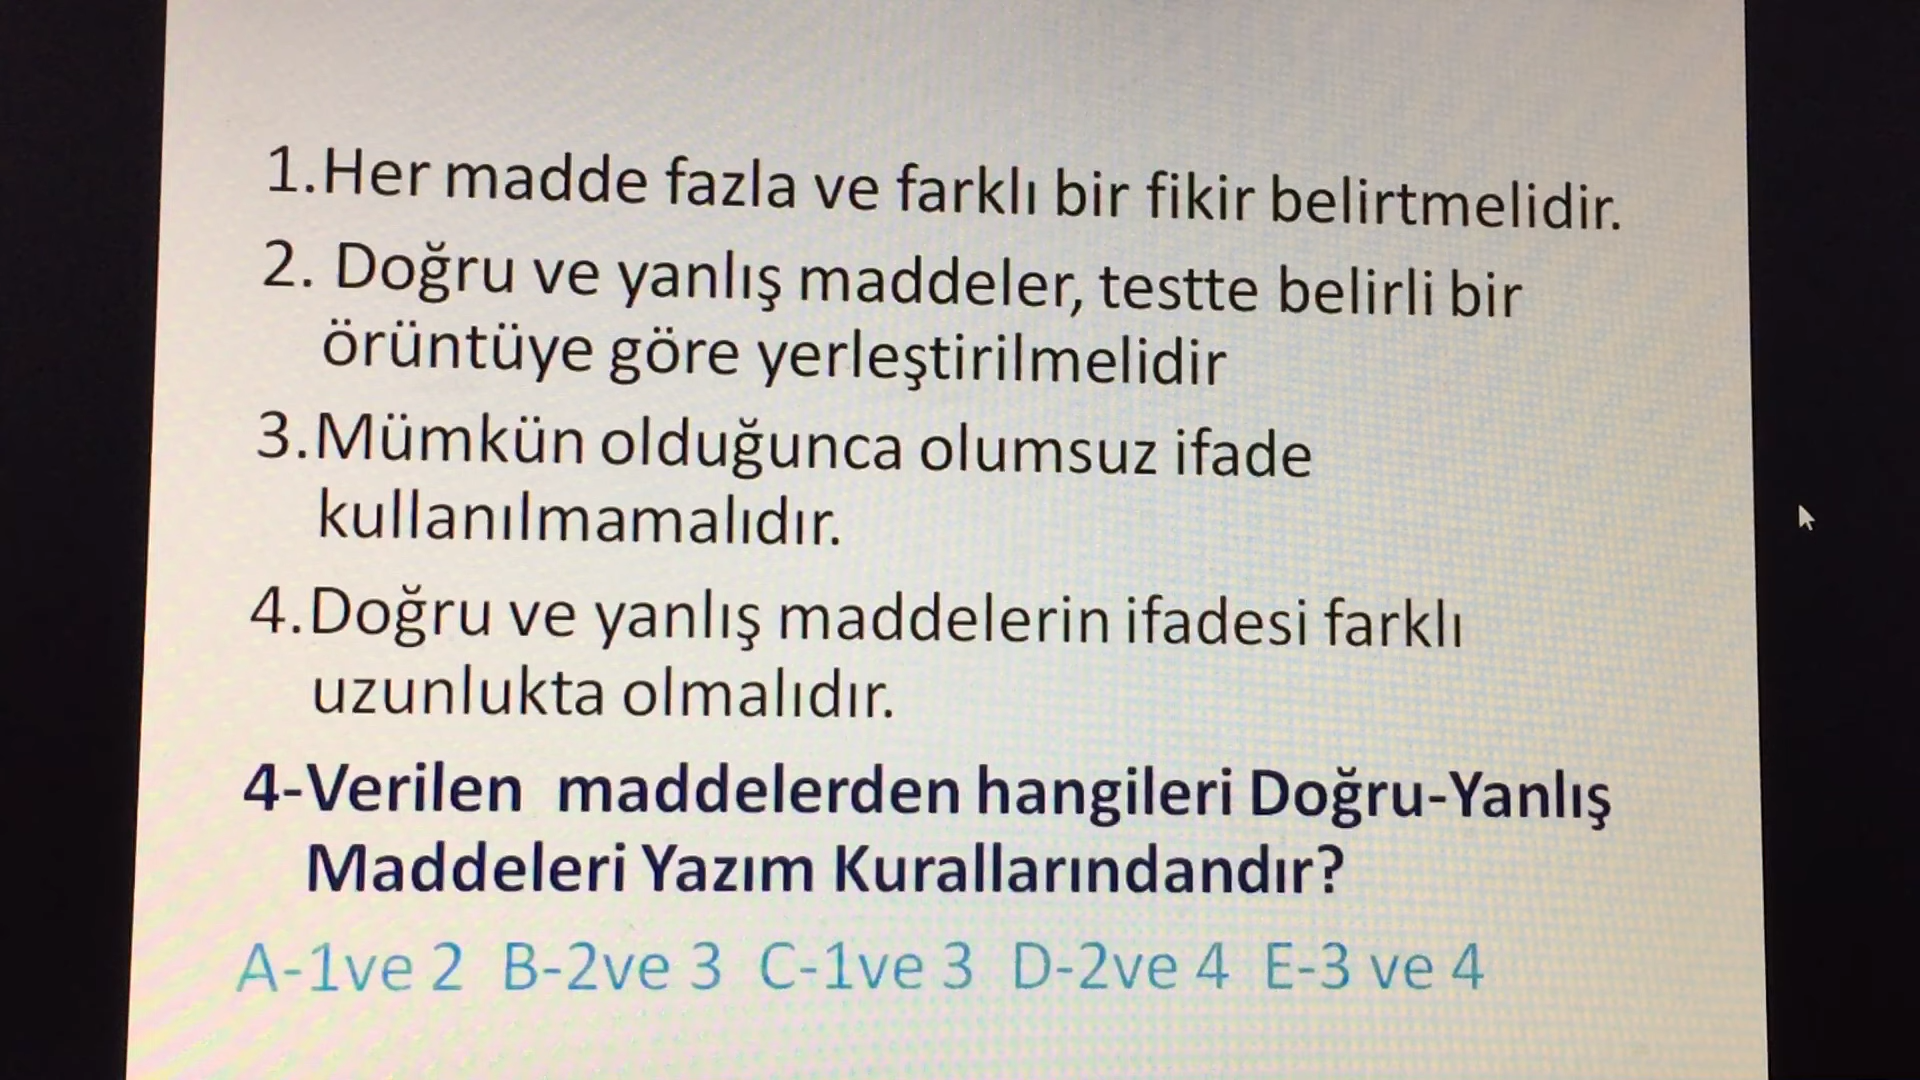 1.Her madde fazla ve farklı bir fikir belirtmelidir.
2. Doğru ve yanlış maddeler, testte belirli bir
örüntüye göre yerleştirilmelidir
3.Mümkün olduğunca olumsuz ifade
kullanılmamalıdır.
4.Doğru ve yanlış maddelerin ifadesi farklı
uzunlukta olmalıdır.
4-Verilen maddelerden hangileri Doğru-Yanlış
Maddeleri Yazım Kurallarındandır?
A-1ve 2 B-2ve 3 C-1ve 3 D-2ve 4 E-3 ve 4